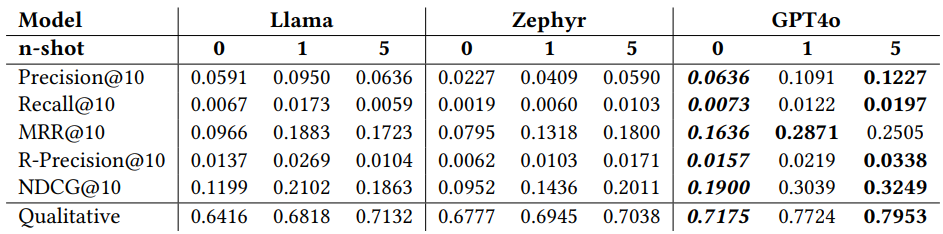 Model Llama Zephyr GPT4o
n-shot 0 1 5 0 1 5 0 1 5
Precision@10 0.0591 0.0950 0.0636 0.0227 0.0409 0.0590 0.0636 0.1091 0.1227
Recall@10 0.0067 0.0173 0.0059 0.0019 0.0060 0.0103 0.0073 0.0122 0.0197
MRR@10 0.0966 0.1883 0.1723 0.0795 0.1318 0.1800 0.1636 0.2871 0.2505
R-Precision@10 0.0137 0.0269 0.0104 0.0062 0.0103 0.0171 0.0157 0.0219 0.0338
NDCG@10 0.1199 0.2102 0.1863 0.0952 0.1436 0.2011 0.1900 0.3039 0.3249
Qualitative 0.6416 0.6818 0.7132 0.6777 0.6945 0.7038 0.7175 0.7724 0.7953